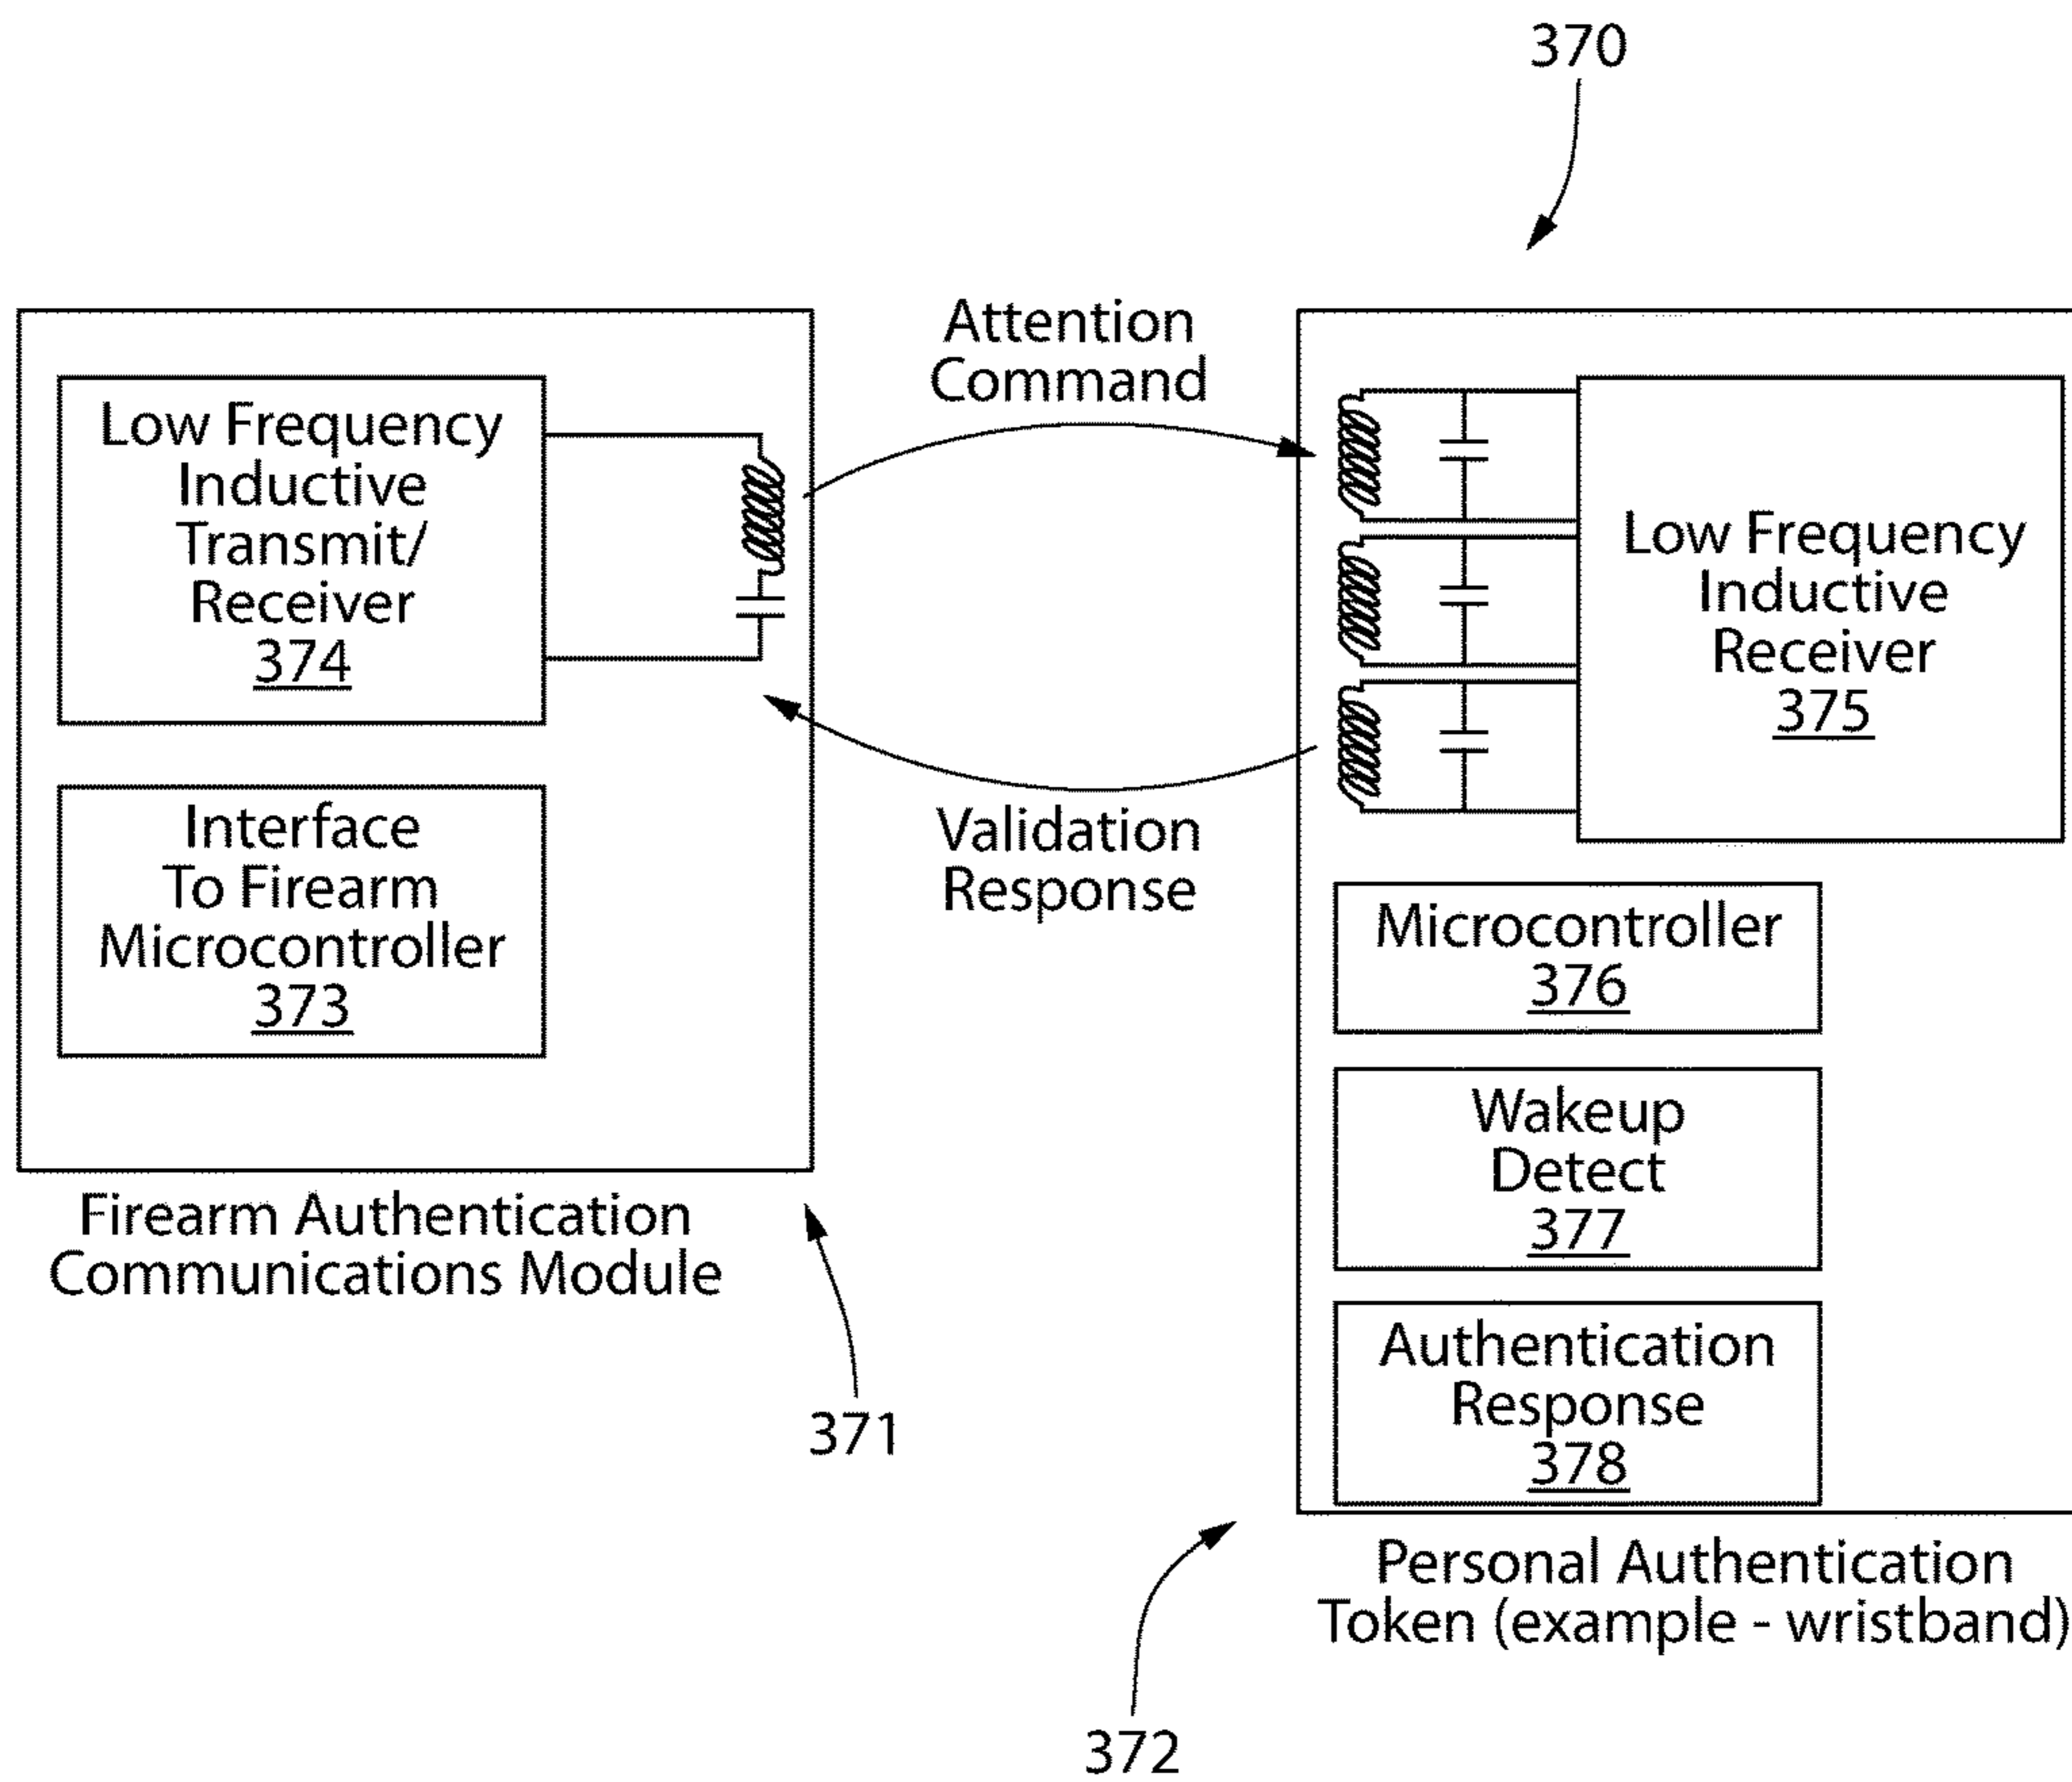 370
Attention
Command
Low Frequency
Inductive
Transmit/
Receiver
374
Low Frequency
Inductive
Receiver
375
Interface
To Firearm
Microcontroller
373
Validation
Response
Microcontroller
376
Wakeup
Detect
377
Authentication
Response
378
Firearm Authentication
Communications Module
371
Personal Authentication
Token (example - wristband)
372